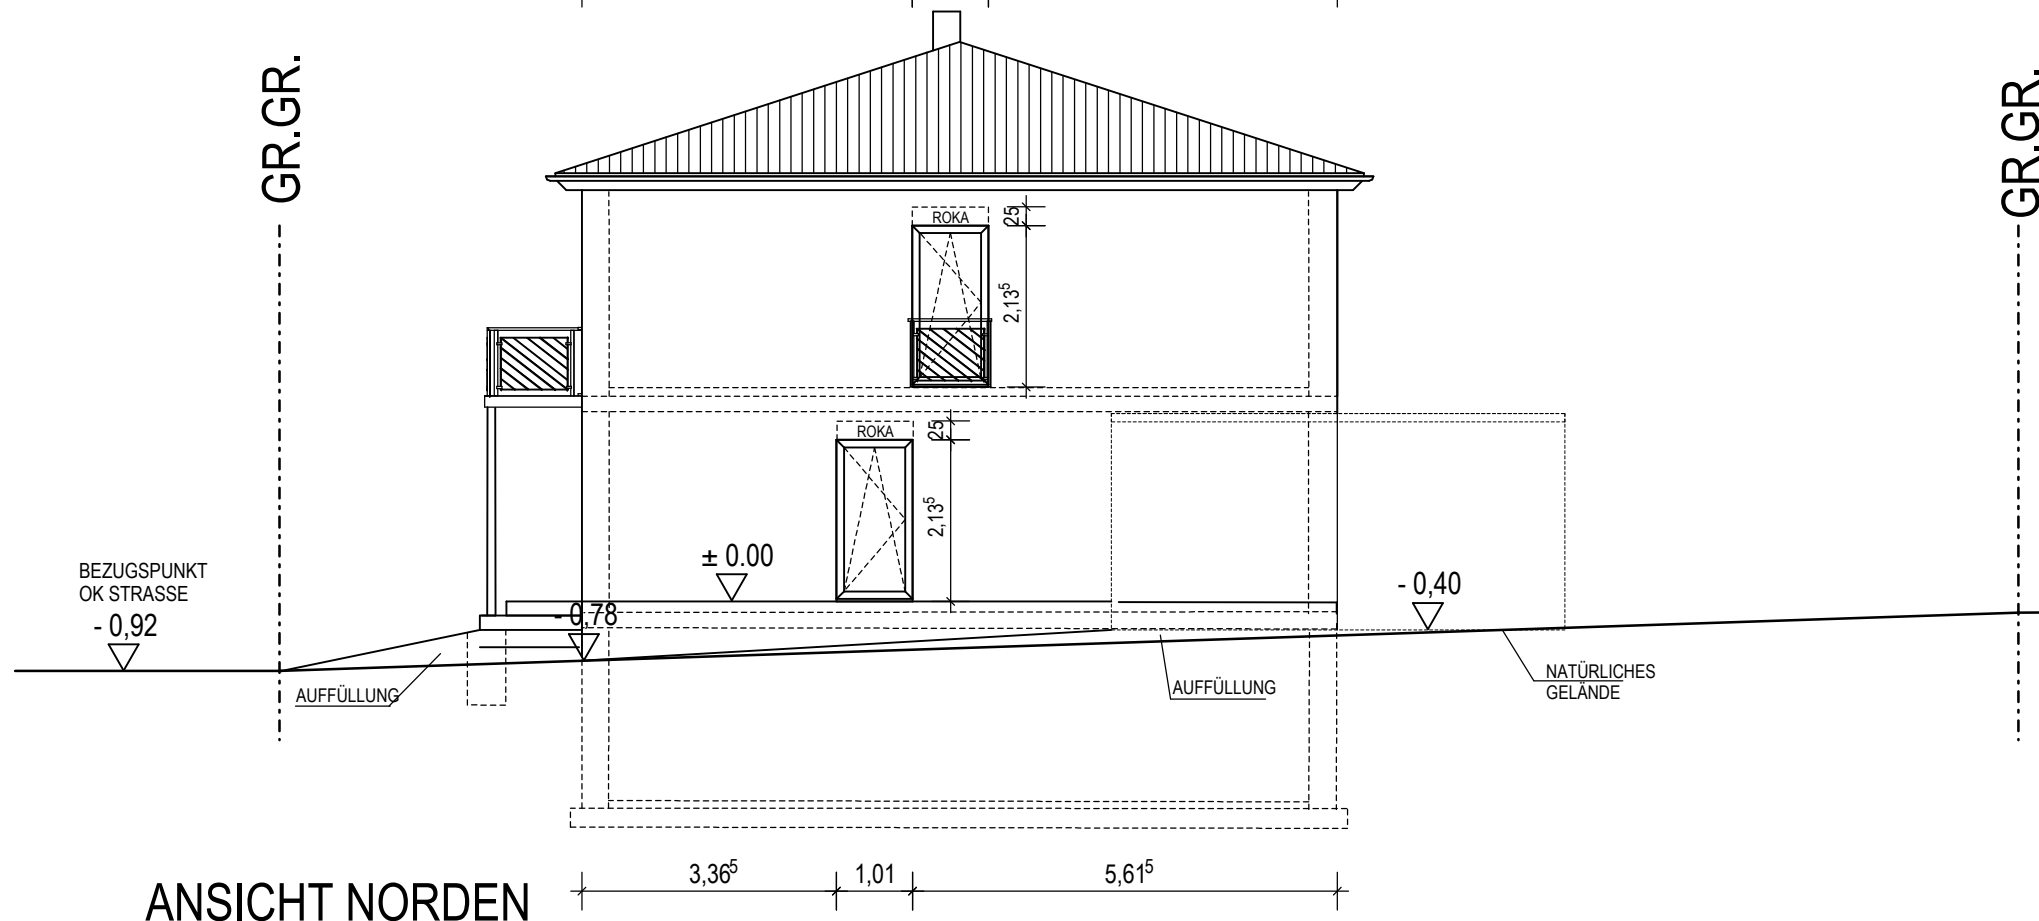 GR.GR.
GR.GR.
ROKA
25
2,13⁵
ROKA
25
2,13⁵
± 0.00
BEZUGSPUNKT
OK STRASSE
- 0,92
- 0,78
- 0,40
AUFFÜLLUNG
AUFFÜLLUNG
NATÜRLICHES
GELÄNDE
3,36⁵
1,01
5,61⁵
ANSICHT NORDEN